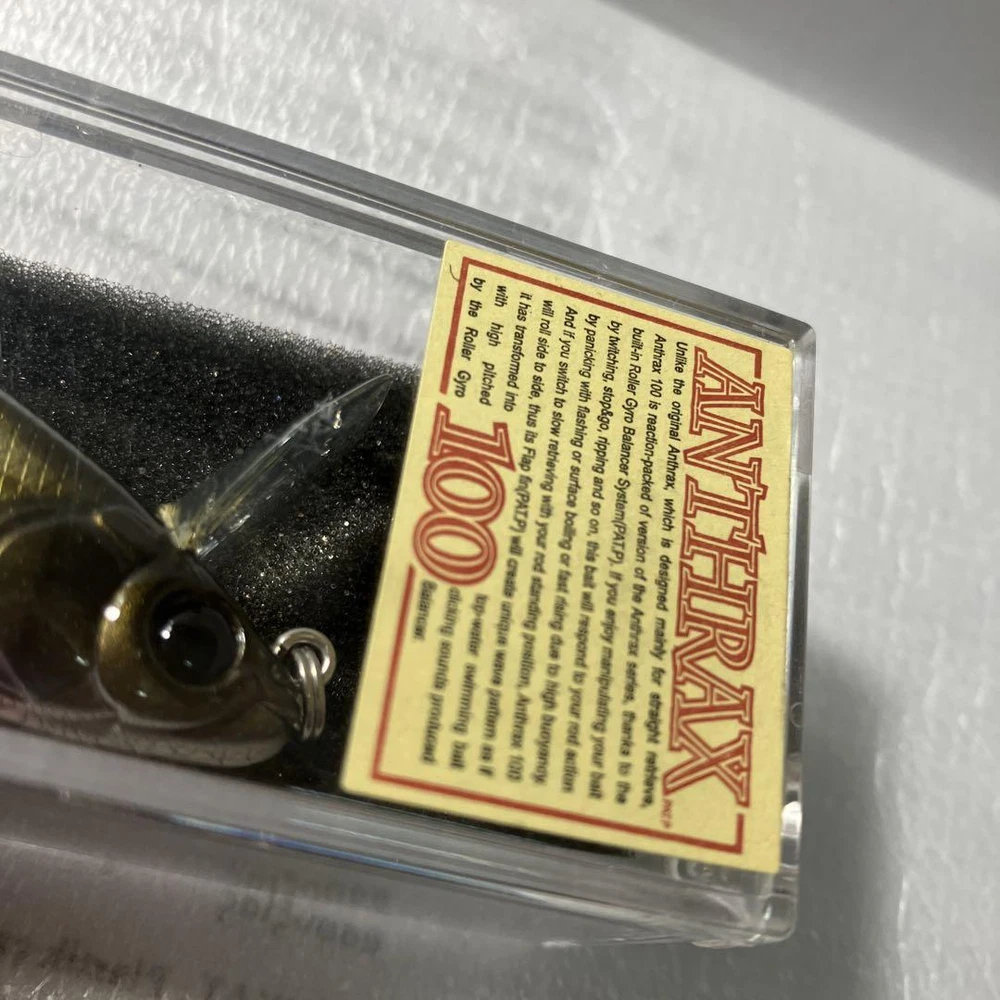 ANTHRAX
Unlike the original Anthrax, which is designed mainly for straight retrieve,
Anthrax 100 is reaction-packed of version of the Anthrax series, thanks to the
built-in Roller Gyro Balancer System(PAT.P). If you enjoy manipulating your bait
by twitching, stop&go, ripping and so on, this bait will respond to your rod action
by panicking with flashing or surface boiling or fast rising due to high buoyancy.
And if you switch to slow retrieving with your rod standing position, Anthrax 100
will roll side to side, thus its Flap fin(PAT.P) will create unique wave pattern as if
it has transformed into top-water swimming bait
with high pitched clicking sounds produced
by the Roller Gyro Balancer.
100